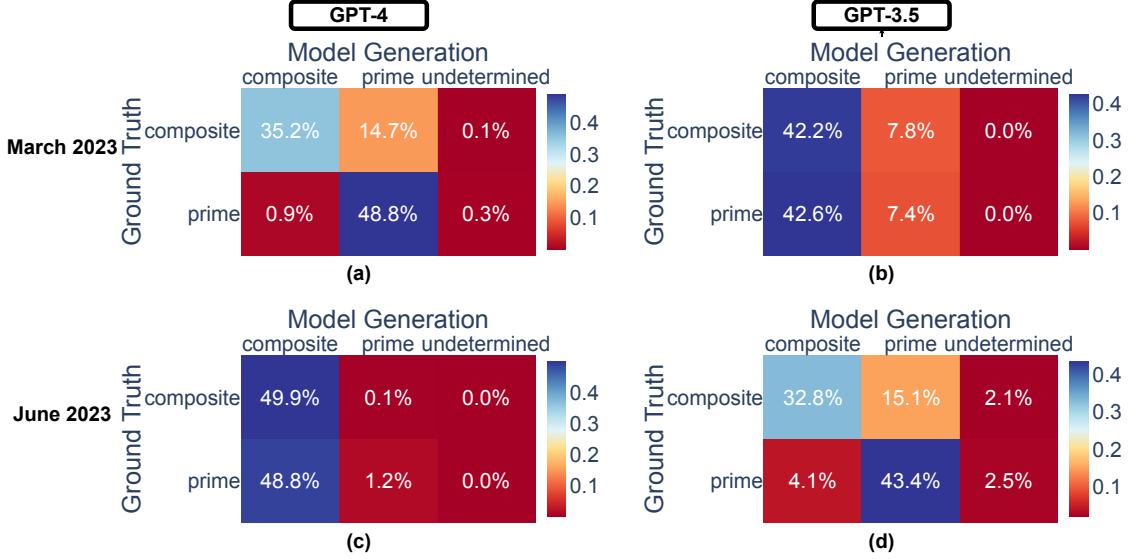 GPT-4
GPT-3.5
Model Generation
composite prime undetermined
0.4
0.3
0.2
0.1
March 2023
Ground Truth
composite
prime
35.2% 14.7% 0.1%
0.9% 48.8% 0.3%
(a)
Model Generation
composite prime undetermined
0.4
0.3
0.2
0.1
Ground Truth
composite
prime
42.2% 7.8% 0.0%
42.6% 7.4% 0.0%
(b)
Model Generation
composite prime undetermined
0.4
0.3
0.2
0.1
June 2023
Ground Truth
composite
prime
49.9% 0.1% 0.0%
48.8% 1.2% 0.0%
(c)
Model Generation
composite prime undetermined
0.4
0.3
0.2
0.1
Ground Truth
composite
prime
32.8% 15.1% 2.1%
4.1% 43.4% 2.5%
(d)